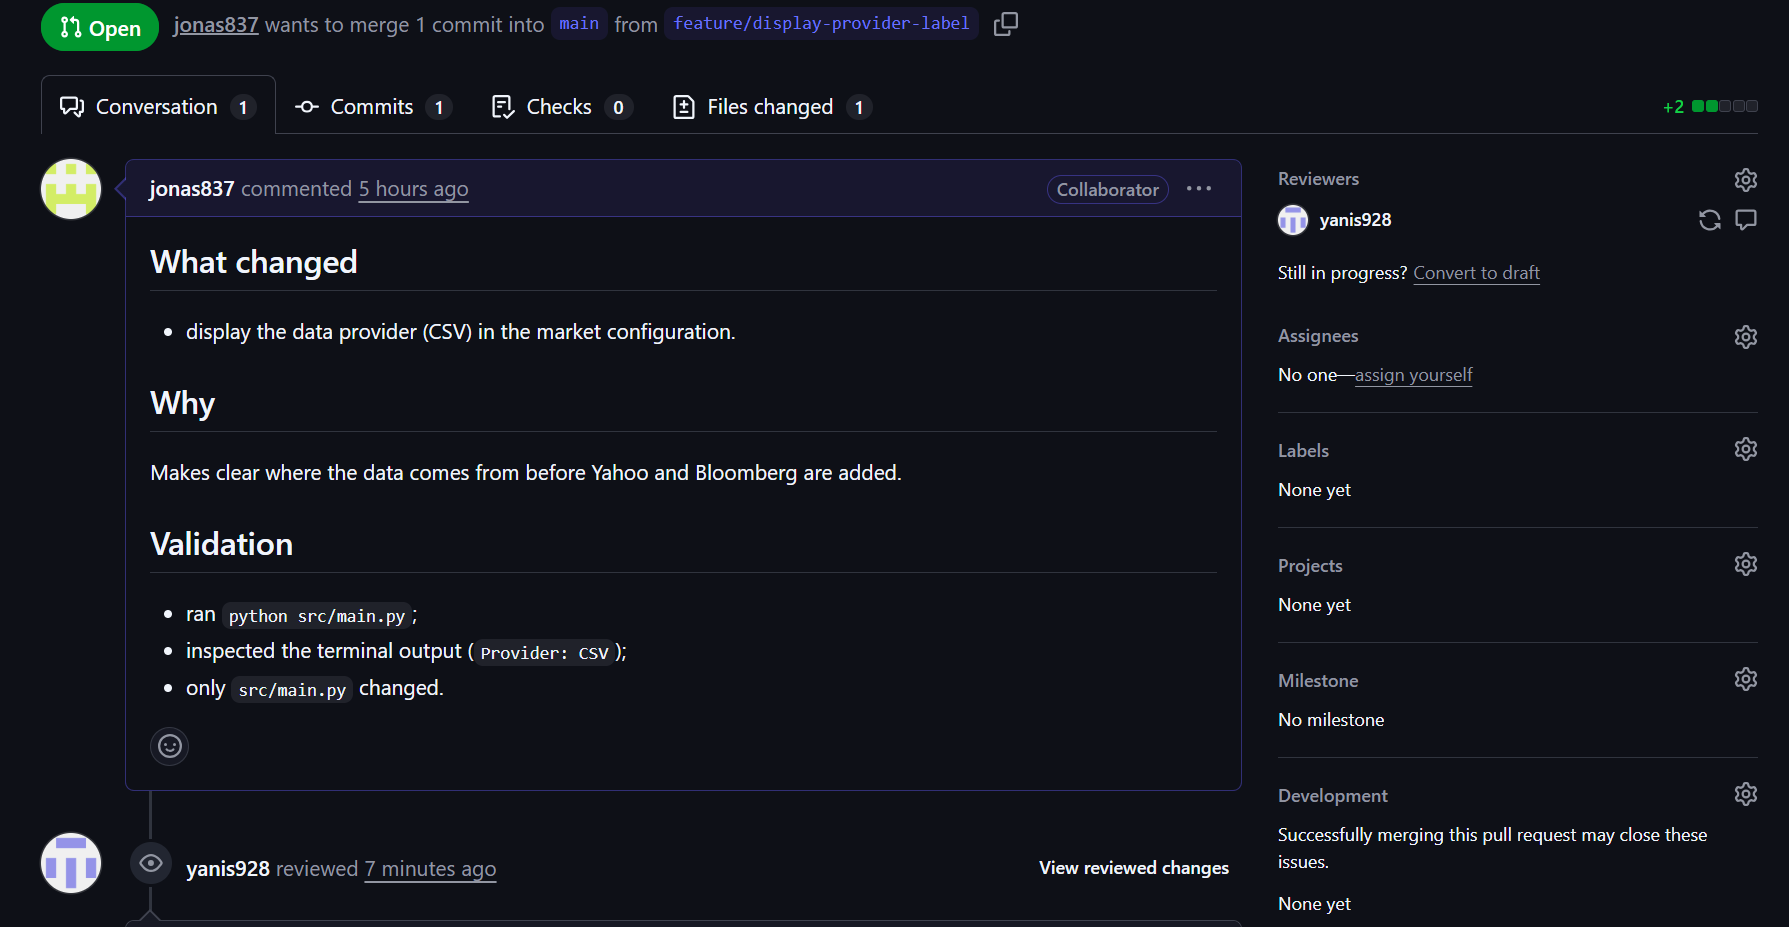 Open jonas837 wants to merge 1 commit into main from feature/display-provider-label
Conversation 1 Commits 1 Checks 0 Files changed 1 +2
jonas837 commented 5 hours ago Collaborator
What changed
display the data provider (CSV) in the market configuration.
Why
Makes clear where the data comes from before Yahoo and Bloomberg are added.
Validation
ran python src/main.py;
inspected the terminal output (Provider: CSV);
only src/main.py changed.
yanis928 reviewed 7 minutes ago View reviewed changes
Reviewers
yanis928
Still in progress? Convert to draft
Assignees
No one—assign yourself
Labels
None yet
Projects
None yet
Milestone
No milestone
Development
Successfully merging this pull request may close these
issues.
None yet